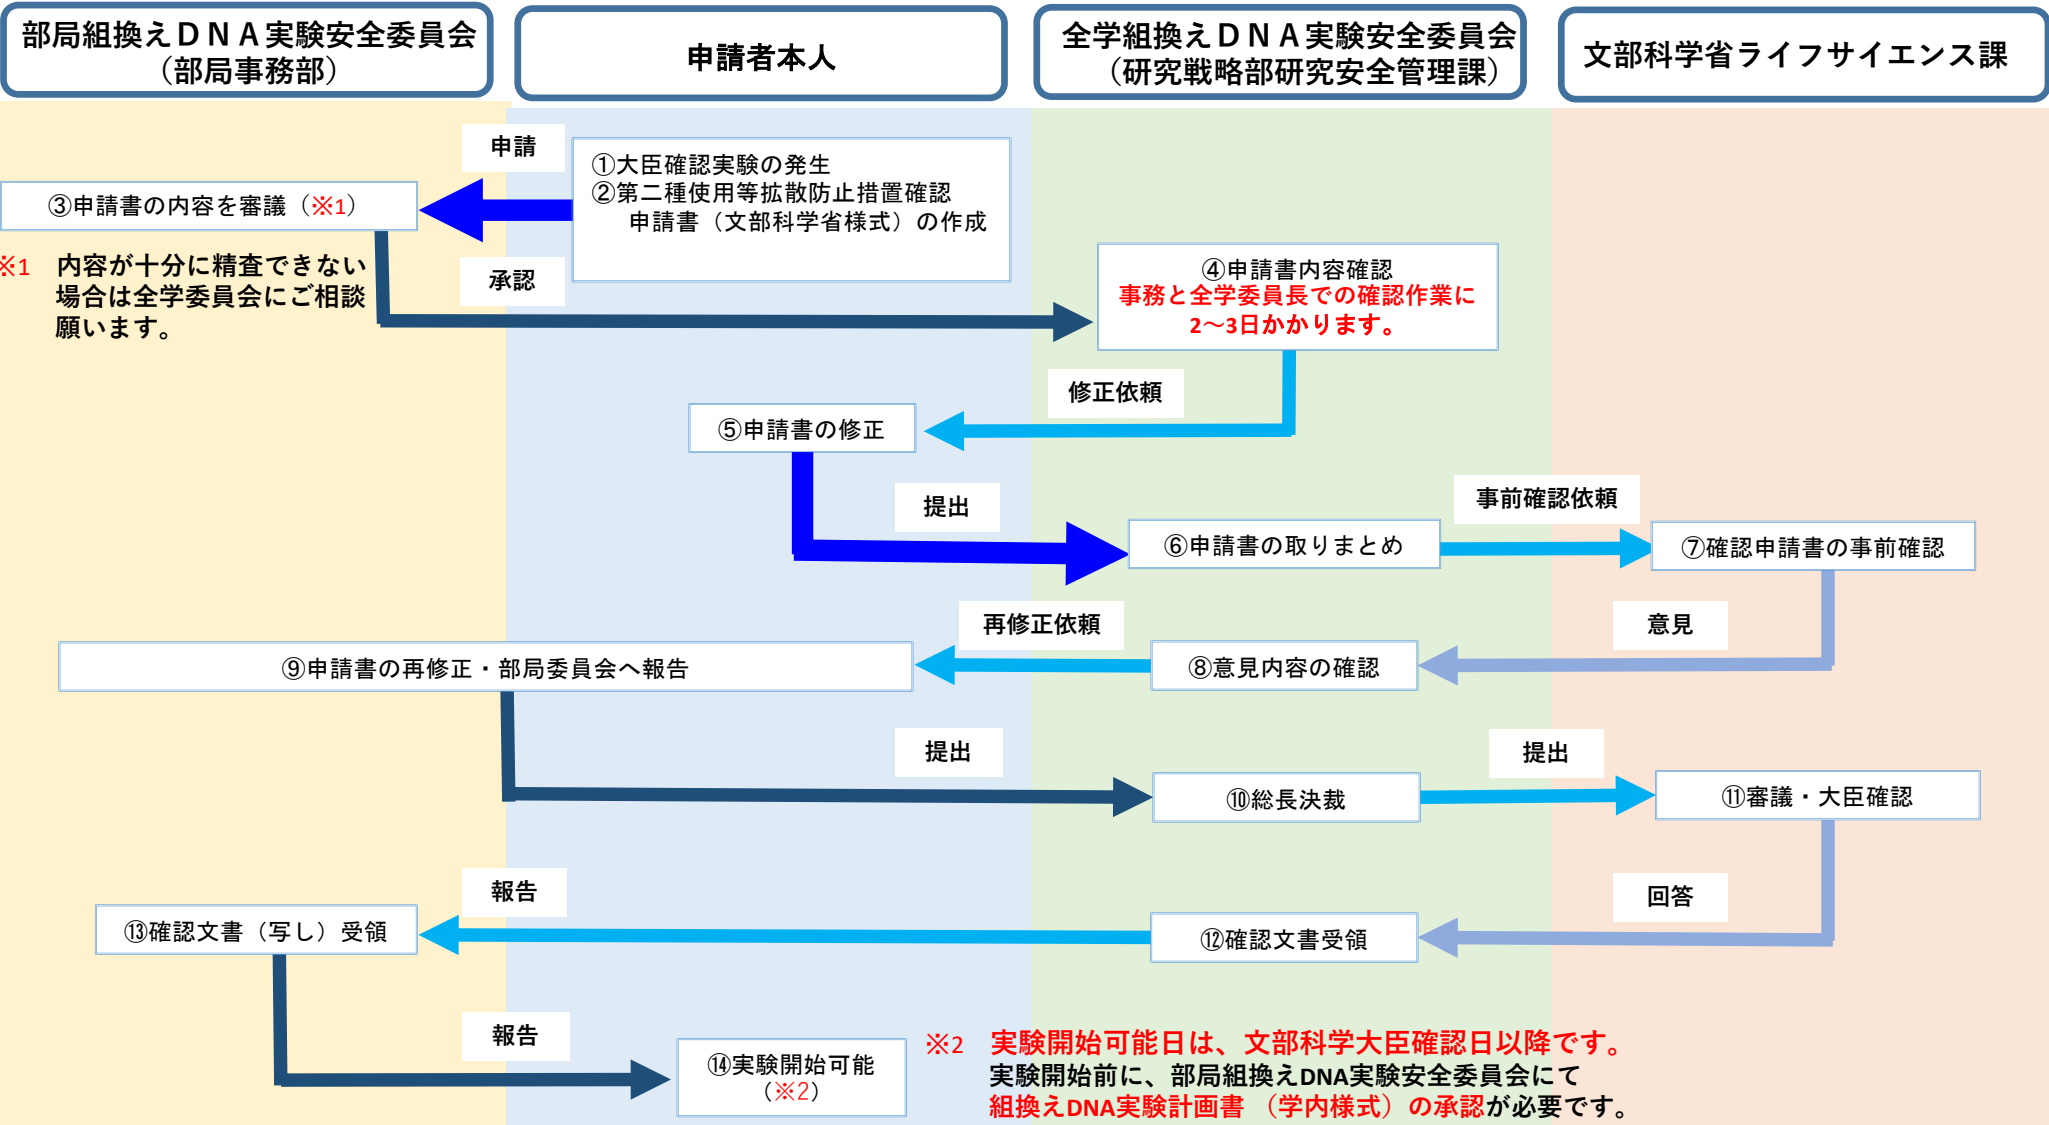 部局組換えＤＮＡ実験安全委員会
（部局事務部）
申請者本人
全学組換えＤＮＡ実験安全委員会
（研究戦略部研究安全管理課）
文部科学省ライフサイエンス課
申請
①大臣確認実験の発生
②第二種使用等拡散防止措置確認
申請書（文部科学省様式）の作成
③申請書の内容を審議（※1）
※1　内容が十分に精査できない
場合は全学委員会にご相談
願います。
承認
④申請書内容確認
事務と全学委員長での確認作業に
2～3日かかります。
修正依頼
⑤申請書の修正
提出
⑥申請書の取りまとめ
事前確認依頼
⑦確認申請書の事前確認
意見
⑧意見内容の確認
再修正依頼
⑨申請書の再修正・部局委員会へ報告
提出
⑩総長決裁
提出
⑪審議・大臣確認
回答
⑫確認文書受領
報告
⑬確認文書（写し）受領
報告
⑭実験開始可能
（※2）
※2　実験開始可能日は、文部科学大臣確認日以降です。
実験開始前に、部局組換えDNA実験安全委員会にて
組換えDNA実験計画書 （学内様式）の承認が必要です。